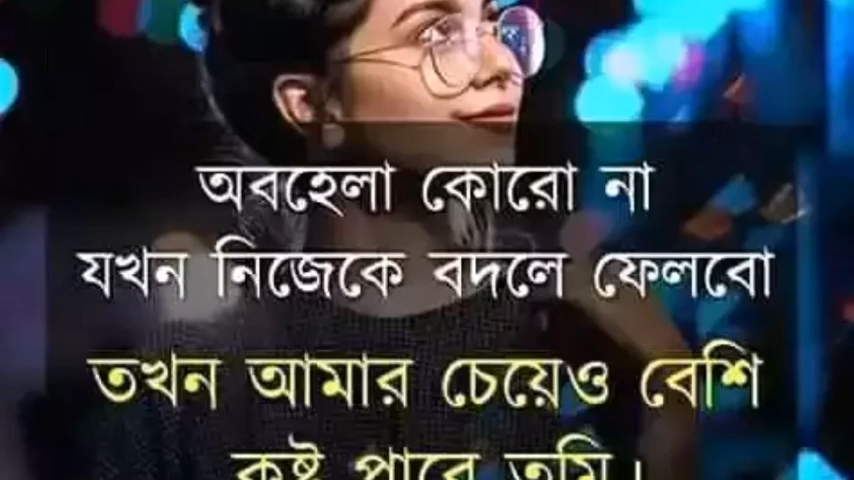 অবহেলা কোরো না
যখন নিজেকে বদলে ফেলবো
তখন আমার চেয়েও বেশি
কষ্ট পাবে তুমি।